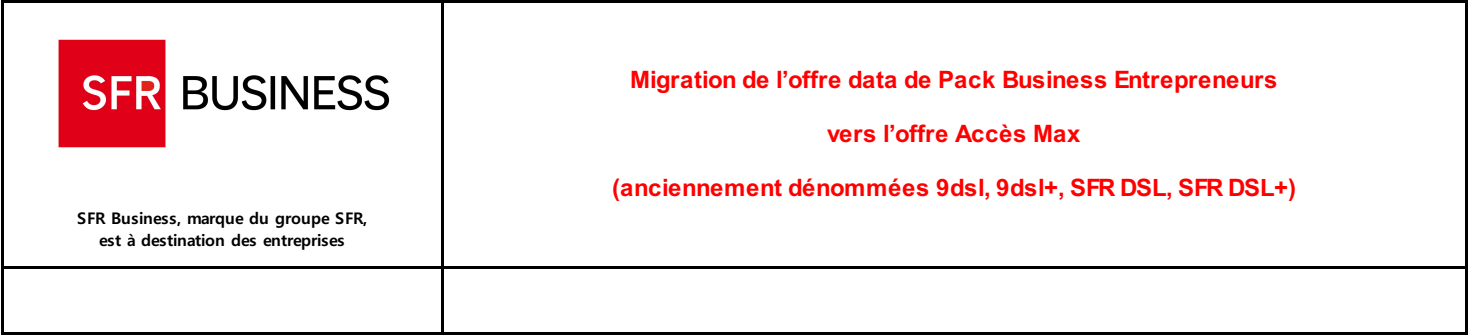 SFR BUSINESS
SFR Business, marque du groupe SFR,
est à destination des entreprises
Migration de l’offre data de Pack Business Entrepreneurs
vers l’offre Accès Max
(anciennement dénommées 9dsl, 9dsl+, SFR DSL, SFR DSL+)